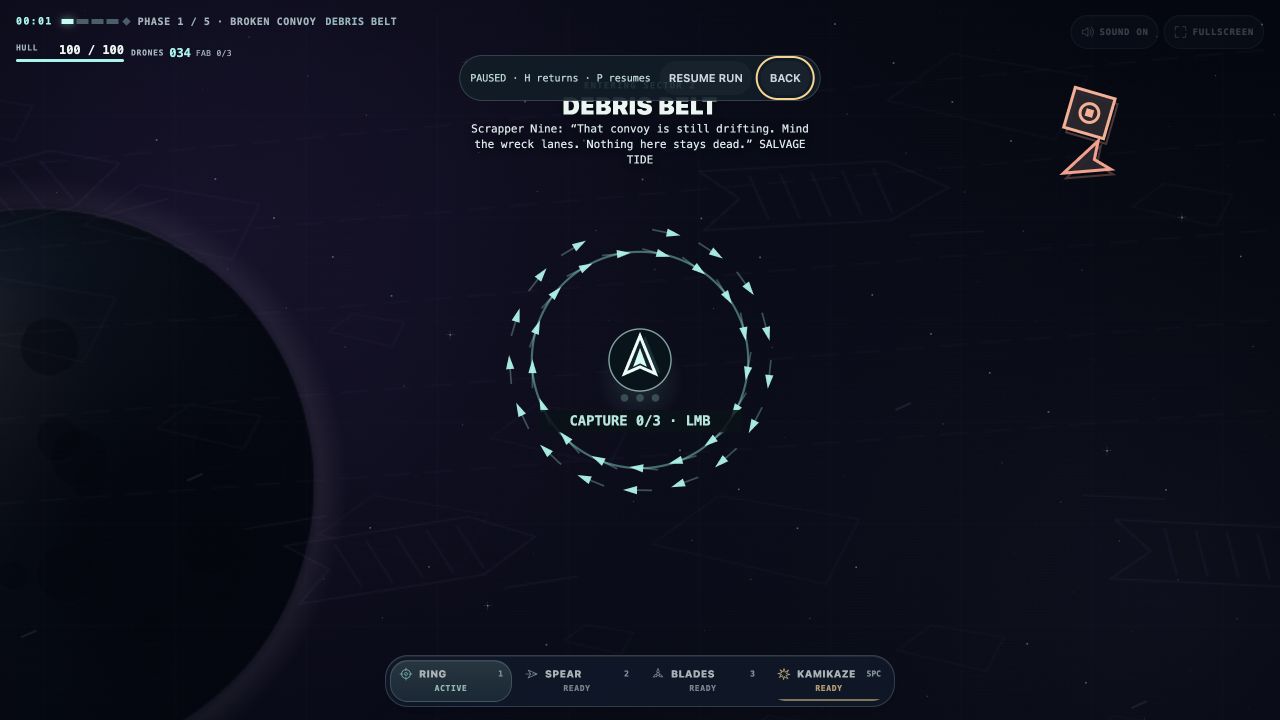 00:01 PHASE 1 / 5 · BROKEN CONVOY DEBRIS BELT
HULL 100 / 100 DRONES 034 FAB 0/3
SOUND ON FULLSCREEN
PAUSED · H returns · P resumes RESUME RUN BACK
ENTERING SECTOR 2
DEBRIS BELT
Scrapper Nine: “That convoy is still drifting. Mind
the wreck lanes. Nothing here stays dead.” SALVAGE
TIDE
CAPTURE 0/3 · LMB
RING 1 SPEAR 2 BLADES 3 KAMIKAZE SPC
ACTIVE READY READY READY